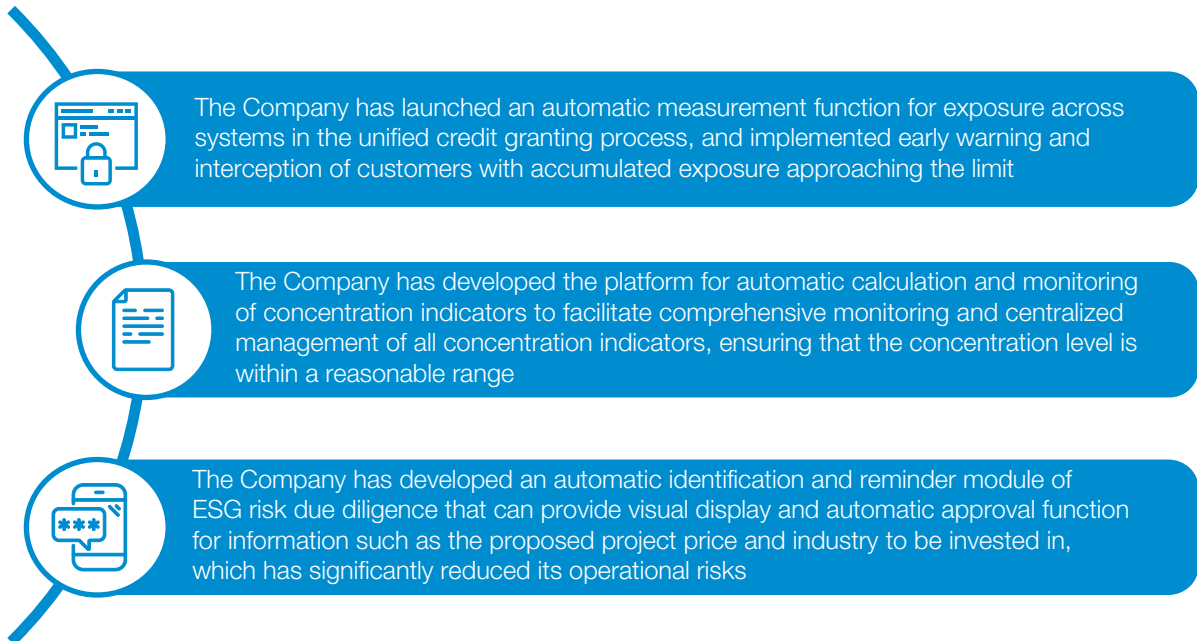 The Company has launched an automatic measurement function for exposure across
systems in the unified credit granting process, and implemented early warning and
interception of customers with accumulated exposure approaching the limit
The Company has developed the platform for automatic calculation and monitoring
of concentration indicators to facilitate comprehensive monitoring and centralized
management of all concentration indicators, ensuring that the concentration level is
within a reasonable range
The Company has developed an automatic identification and reminder module of
ESG risk due diligence that can provide visual display and automatic approval function
for information such as the proposed project price and industry to be invested in,
which has significantly reduced its operational risks
***